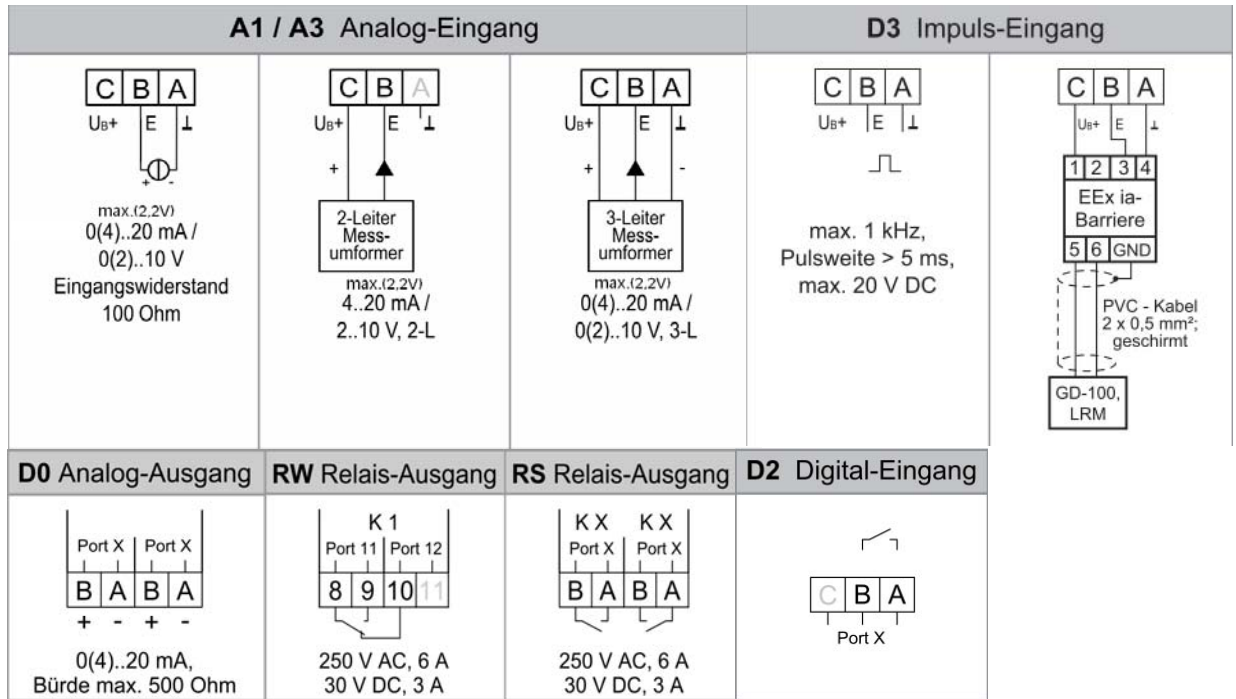 A1 / A3 Analog-Eingang
C B A
UB+ E ⊥
+ -
max.(2,2V)
0(4)..20 mA /
0(2)..10 V
Eingangswiderstand
100 Ohm
C B A
UB+ E ⊥
+
2-Leiter
Mess-
umformer
max.(2,2V)
4..20 mA /
2..10 V, 2-L
C B A
UB+ E ⊥
+ -
3-Leiter
Mess-
umformer
max.(2,2V)
0(4)..20 mA /
0(2)..10 V, 3-L
D3 Impuls-Eingang
C B A
UB+ E ⊥
max. 1 kHz,
Pulsweite > 5 ms,
max. 20 V DC
C B A
UB+ E ⊥
1 2 3 4
EEx ia-
Barriere
5 6 GND
PVC - Kabel
2 x 0,5 mm²;
geschirmt
GD-100,
LRM
D0 Analog-Ausgang
Port X Port X
B A B A
+ - + -
0(4)..20 mA,
Bürde max. 500 Ohm
RW Relais-Ausgang
K 1
Port 11 Port 12
8 9 10 11
250 V AC, 6 A
30 V DC, 3 A
RS Relais-Ausgang
K X K X
Port X Port X
B A B A
250 V AC, 6 A
30 V DC, 3 A
D2 Digital-Eingang
C B A
Port X